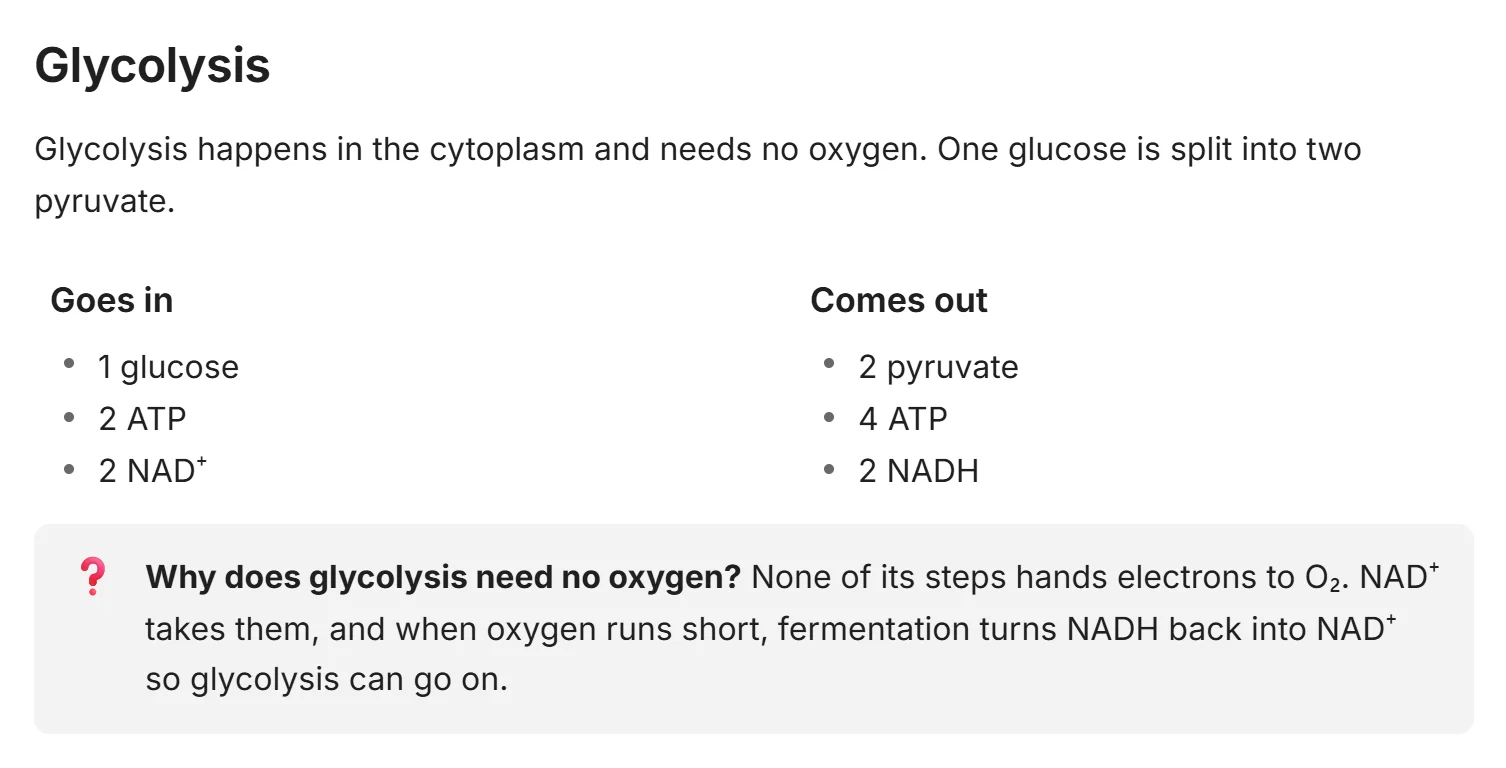 Glycolysis
Glycolysis happens in the cytoplasm and needs no oxygen. One glucose is split into two
pyruvate.
Goes in
• 1 glucose
• 2 ATP
• 2 NAD⁺
Comes out
• 2 pyruvate
• 4 ATP
• 2 NADH
❓ Why does glycolysis need no oxygen? None of its steps hands electrons to O₂. NAD⁺
takes them, and when oxygen runs short, fermentation turns NADH back into NAD⁺
so glycolysis can go on.